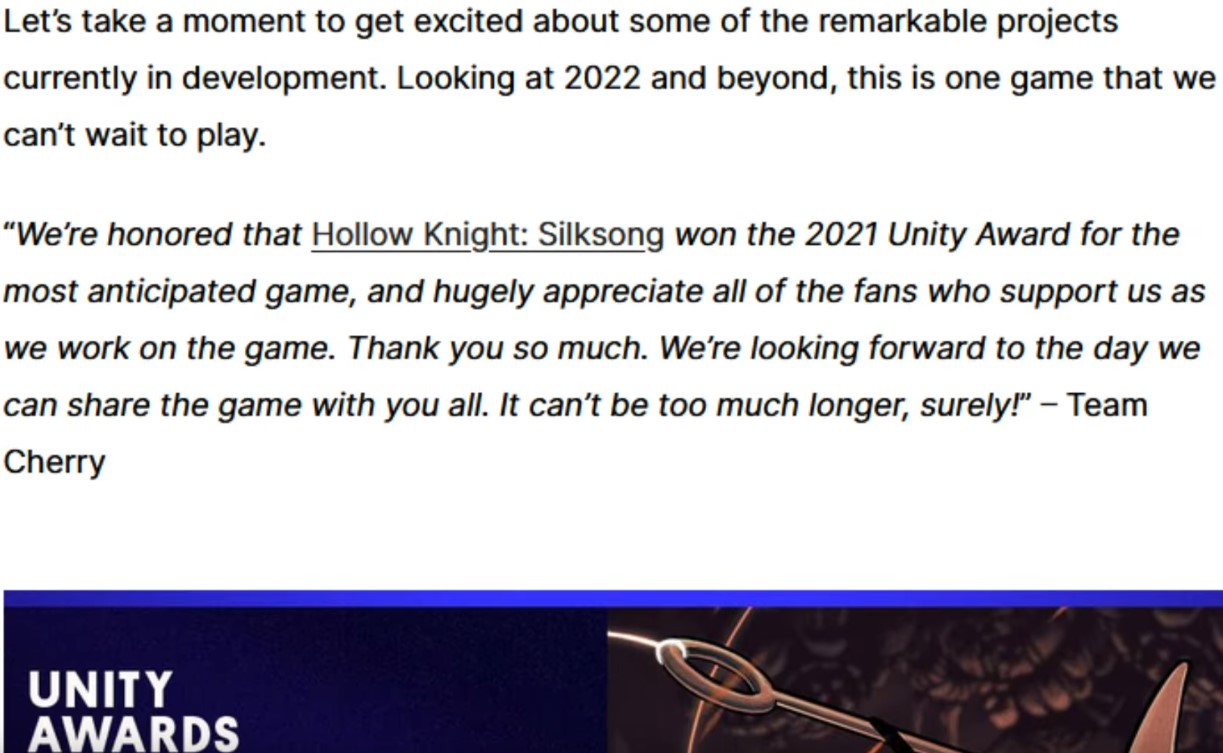 Let’s take a moment to get excited about some of the remarkable projects
currently in development. Looking at 2022 and beyond, this is one game that we
can’t wait to play.
“We’re honored that Hollow Knight: Silksong won the 2021 Unity Award for the
most anticipated game, and hugely appreciate all of the fans who support us as
we work on the game. Thank you so much. We’re looking forward to the day we
can share the game with you all. It can’t be too much longer, surely!” – Team
Cherry
UNITY
AWARDS